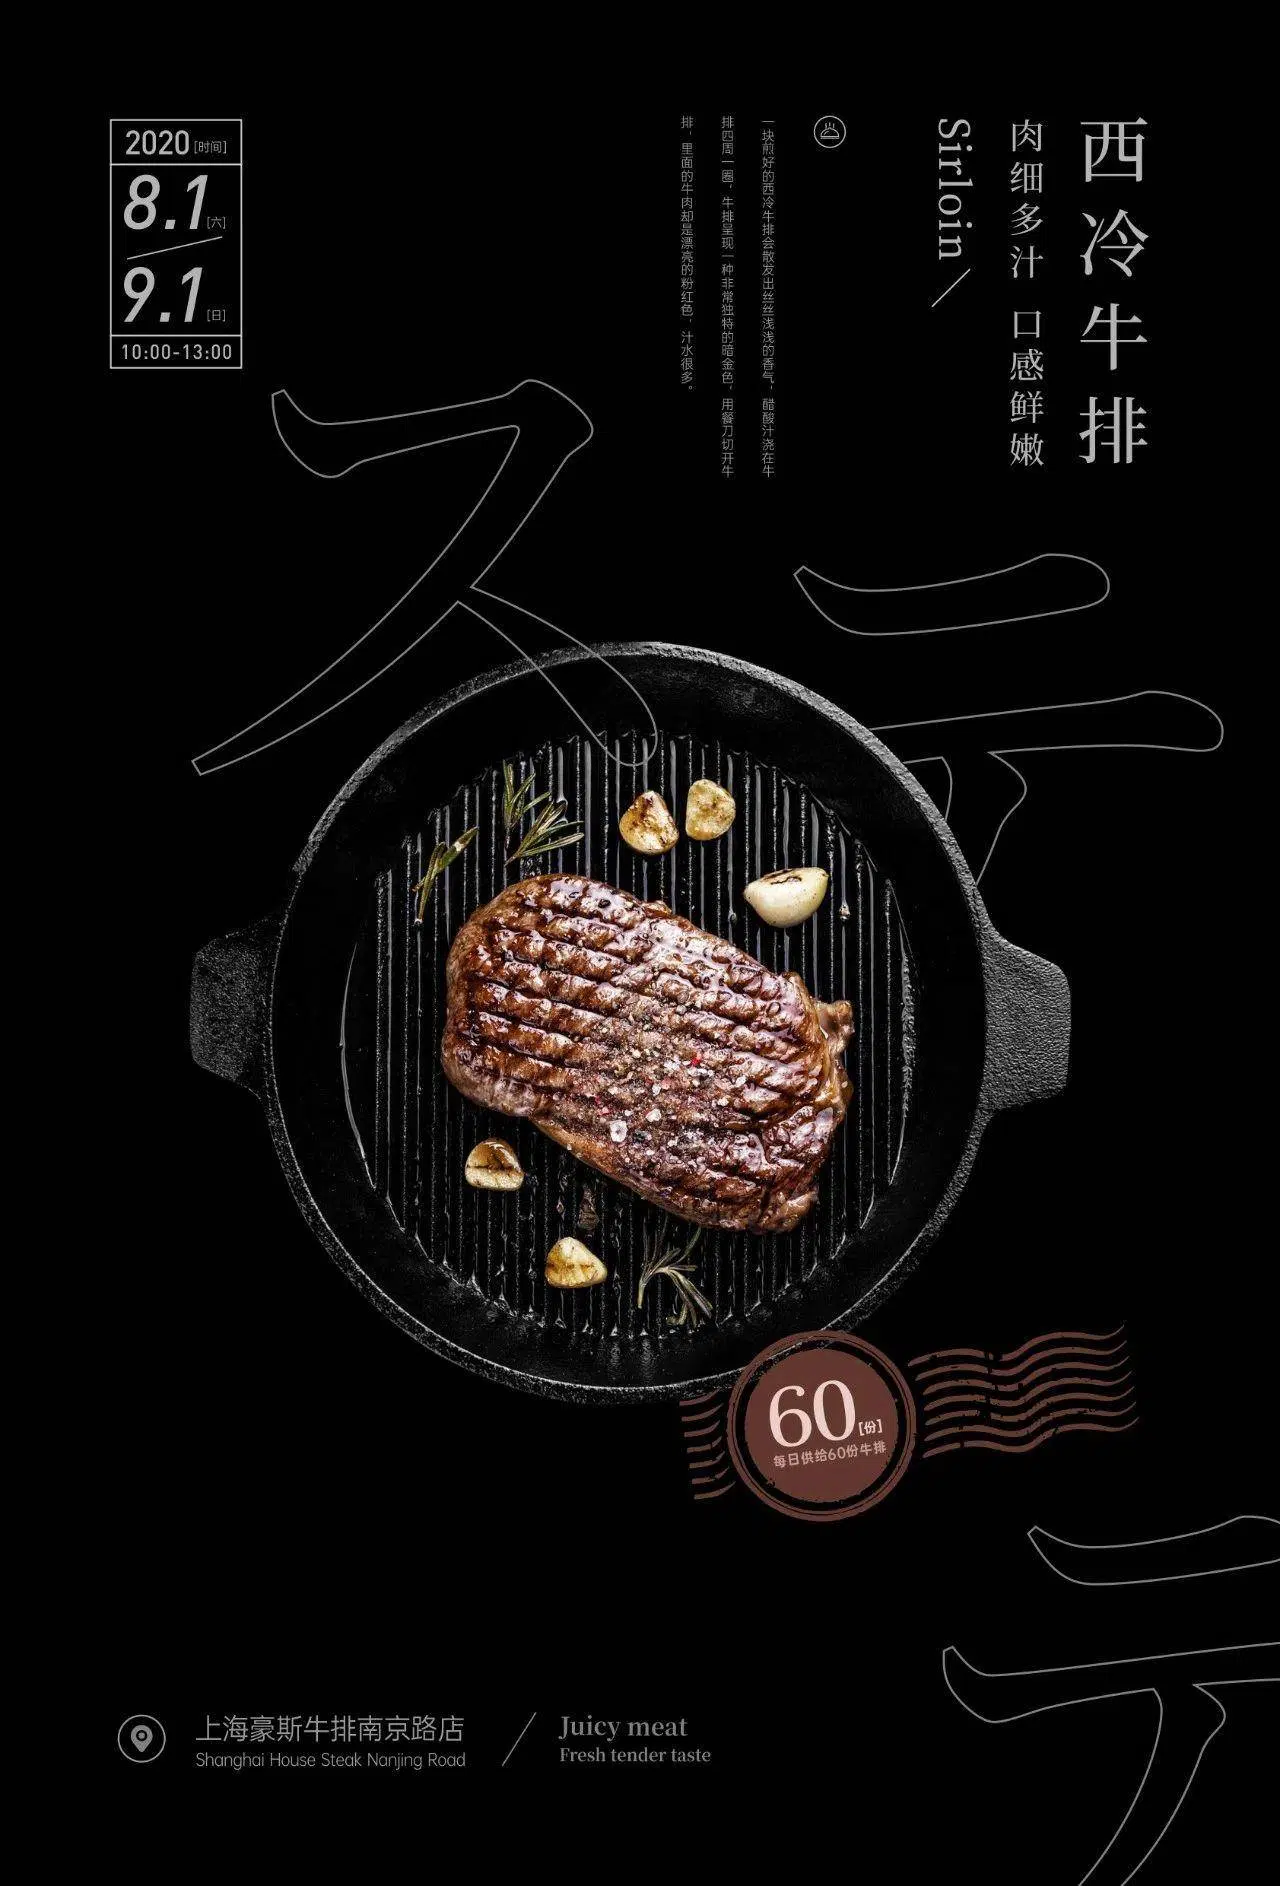 西冷牛排
肉细多汁 口感鲜嫩
Sirloin
一块煎好的西冷牛排会散发出丝丝浅浅的香气，醋酸汁浇在牛
排四周一圈，牛排呈现一种非常独特的暗金色，用餐刀切开牛
排，里面的牛肉却是漂亮的粉红色，汁水很多。
2020[时间]
8.1[六]
9.1[日]
10:00-13:00
ステ
テ
60[份]
每日供给60份牛排
上海豪斯牛排南京路店
Shanghai House Steak Nanjing Road
Juicy meat
Fresh tender taste